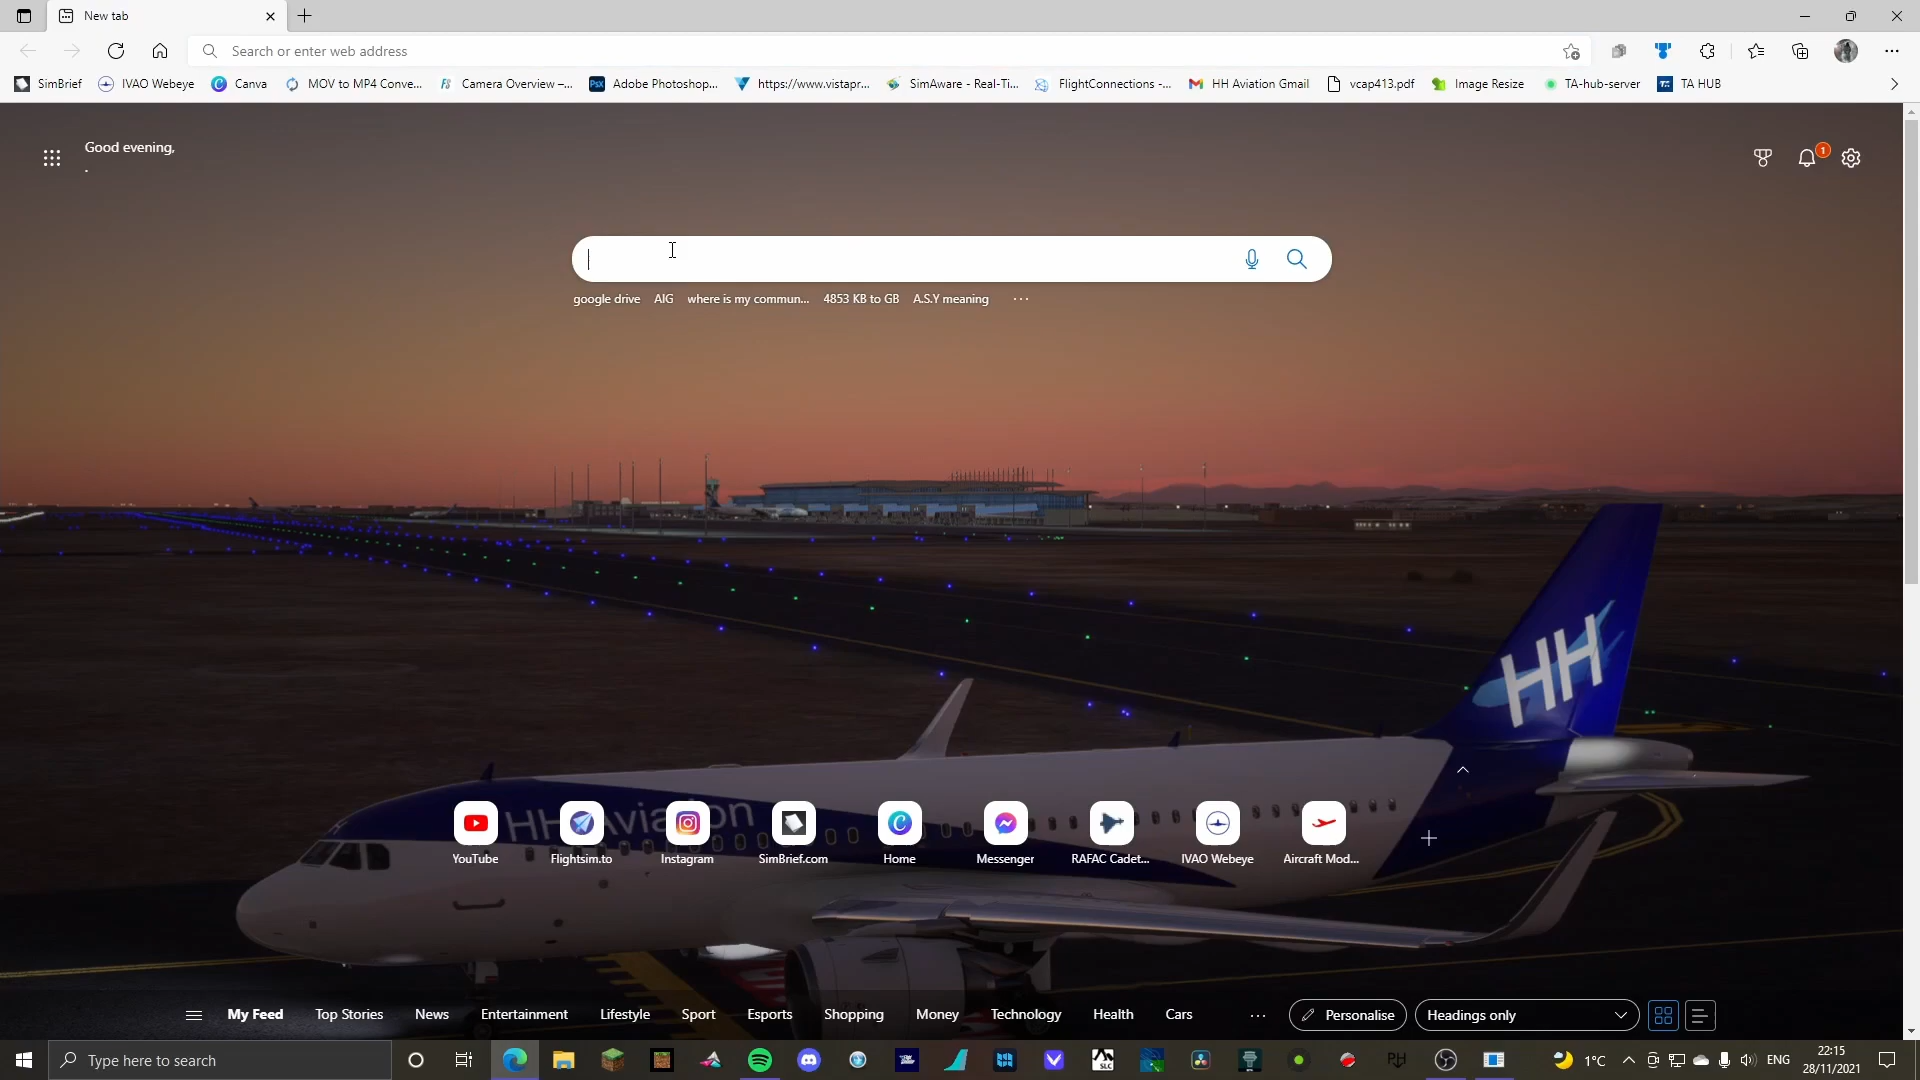 New tab
Search or enter web address
SimBrief IVAO Webeye Canva MOV to MP4 Conve... FS Camera Overview –... Adobe Photoshop... https://www.vistapr... SimAware - Real-Ti... FlightConnections -... HH Aviation Gmail vcap413.pdf Image Resize TA-hub-server TA HUB
Good evening,
.
1
google drive AIG where is my commun... 4853 KB to GB A.S.Y meaning ...
HH
HH Aviation
YouTube Flightsim.to Instagram SimBrief.com Home Messenger RAFAC Cadet... IVAO Webeye Aircraft Mod...
My Feed Top Stories News Entertainment Lifestyle Sport Esports Shopping Money Technology Health Cars ... Personalise Headings only
Type here to search SLC 1°C ENG 22:15
28/11/2021